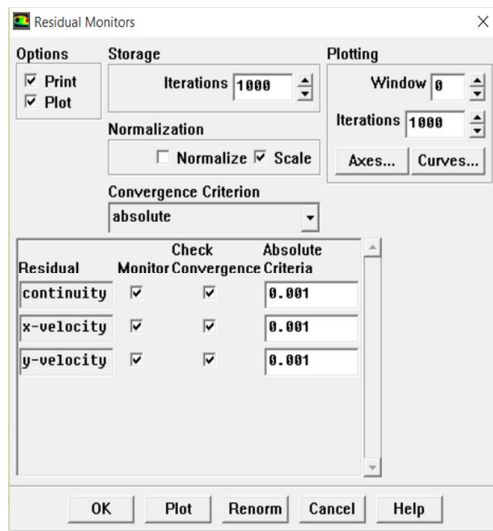 Residual Monitors
Options
Print
Plot
Storage
Iterations 1000
Normalization
Normalize Scale
Convergence Criterion
absolute
Plotting
Window 0
Iterations 1000
Axes... Curves...
Check Absolute
Residual Monitor Convergence Criteria
continuity 0.001
x-velocity 0.001
y-velocity 0.001
OK Plot Renorm Cancel Help